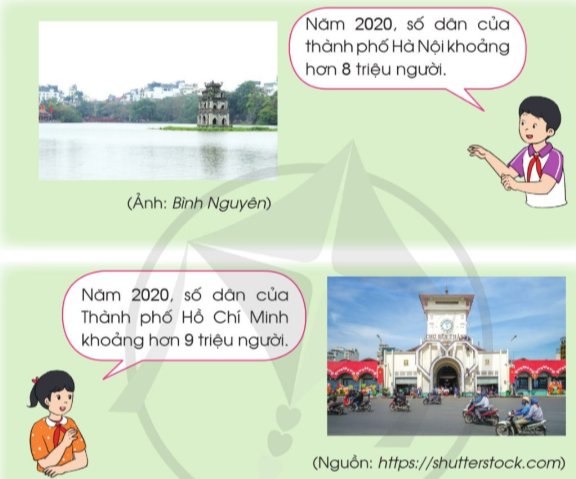 Năm 2020, số dân của
thành phố Hà Nội khoảng
hơn 8 triệu người.
(Ảnh: Bình Nguyên)
Năm 2020, số dân của
Thành phố Hồ Chí Minh
khoảng hơn 9 triệu người.
CHỢ BẾN THÀNH
(Nguồn: https://shutterstock.com)